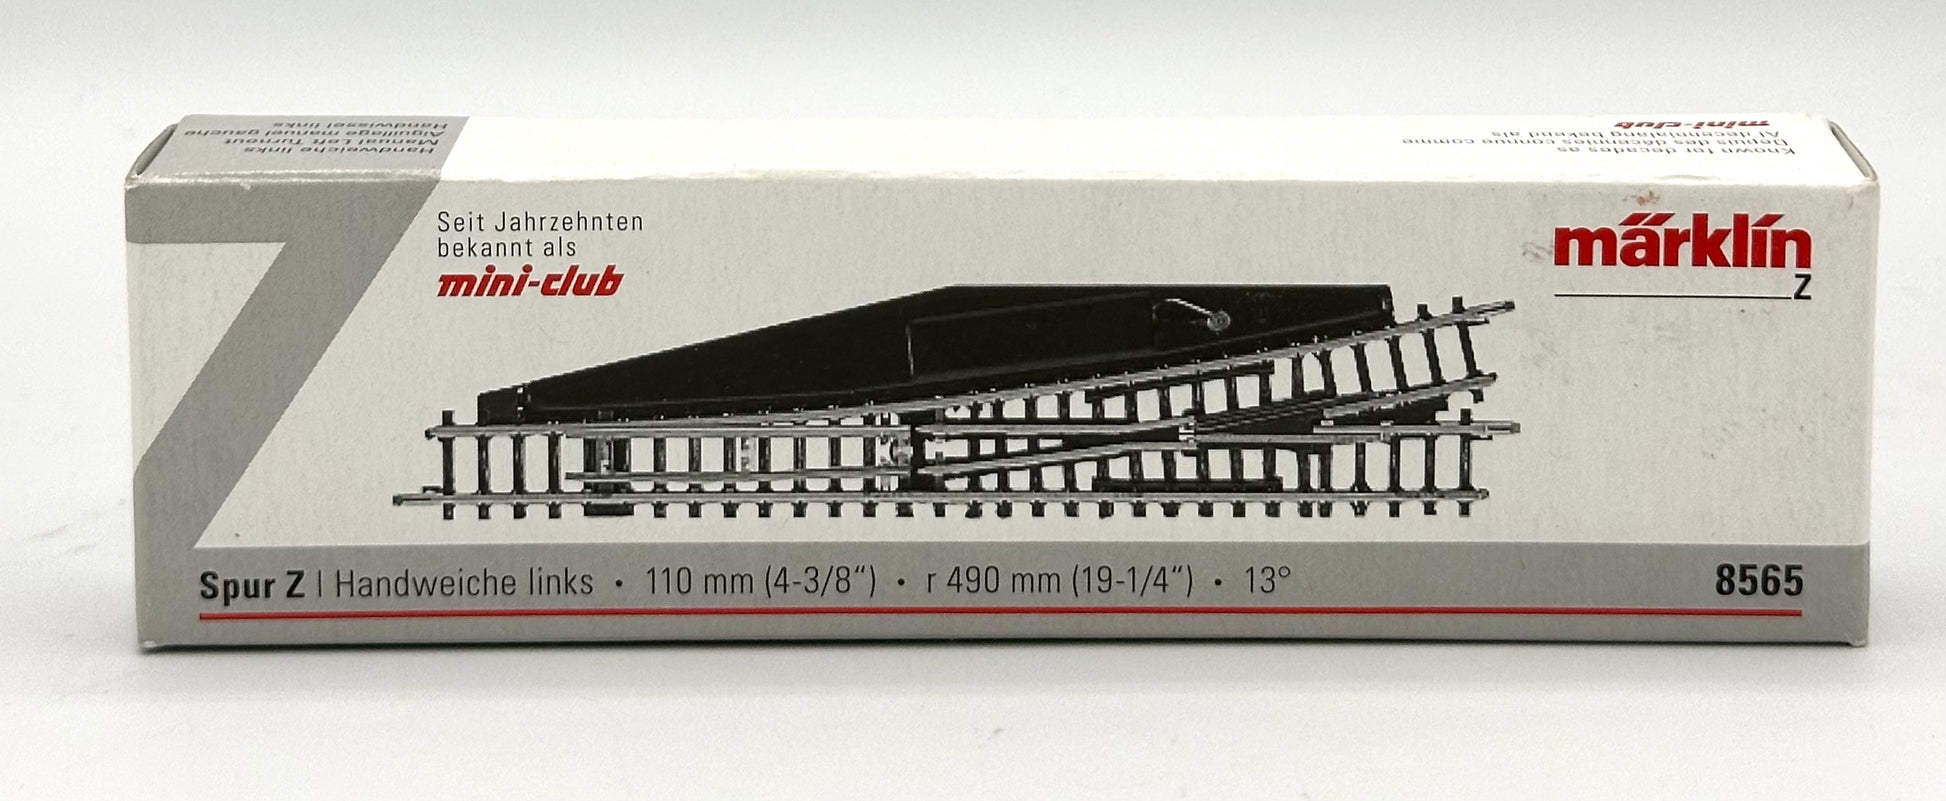 Handweiche links
Manual Left Turnout
Aiguillage manuel gauche
Handwissel links
Known for decades as
Depuis des décennies connue comme
Al decennialang bekend als
mini-club
Seit Jahrzehnten
bekannt als
mini-club
märklín
Z
Z
Spur Z | Handweiche links • 110 mm (4-3/8“) • r 490 mm (19-1/4“) • 13° 8565